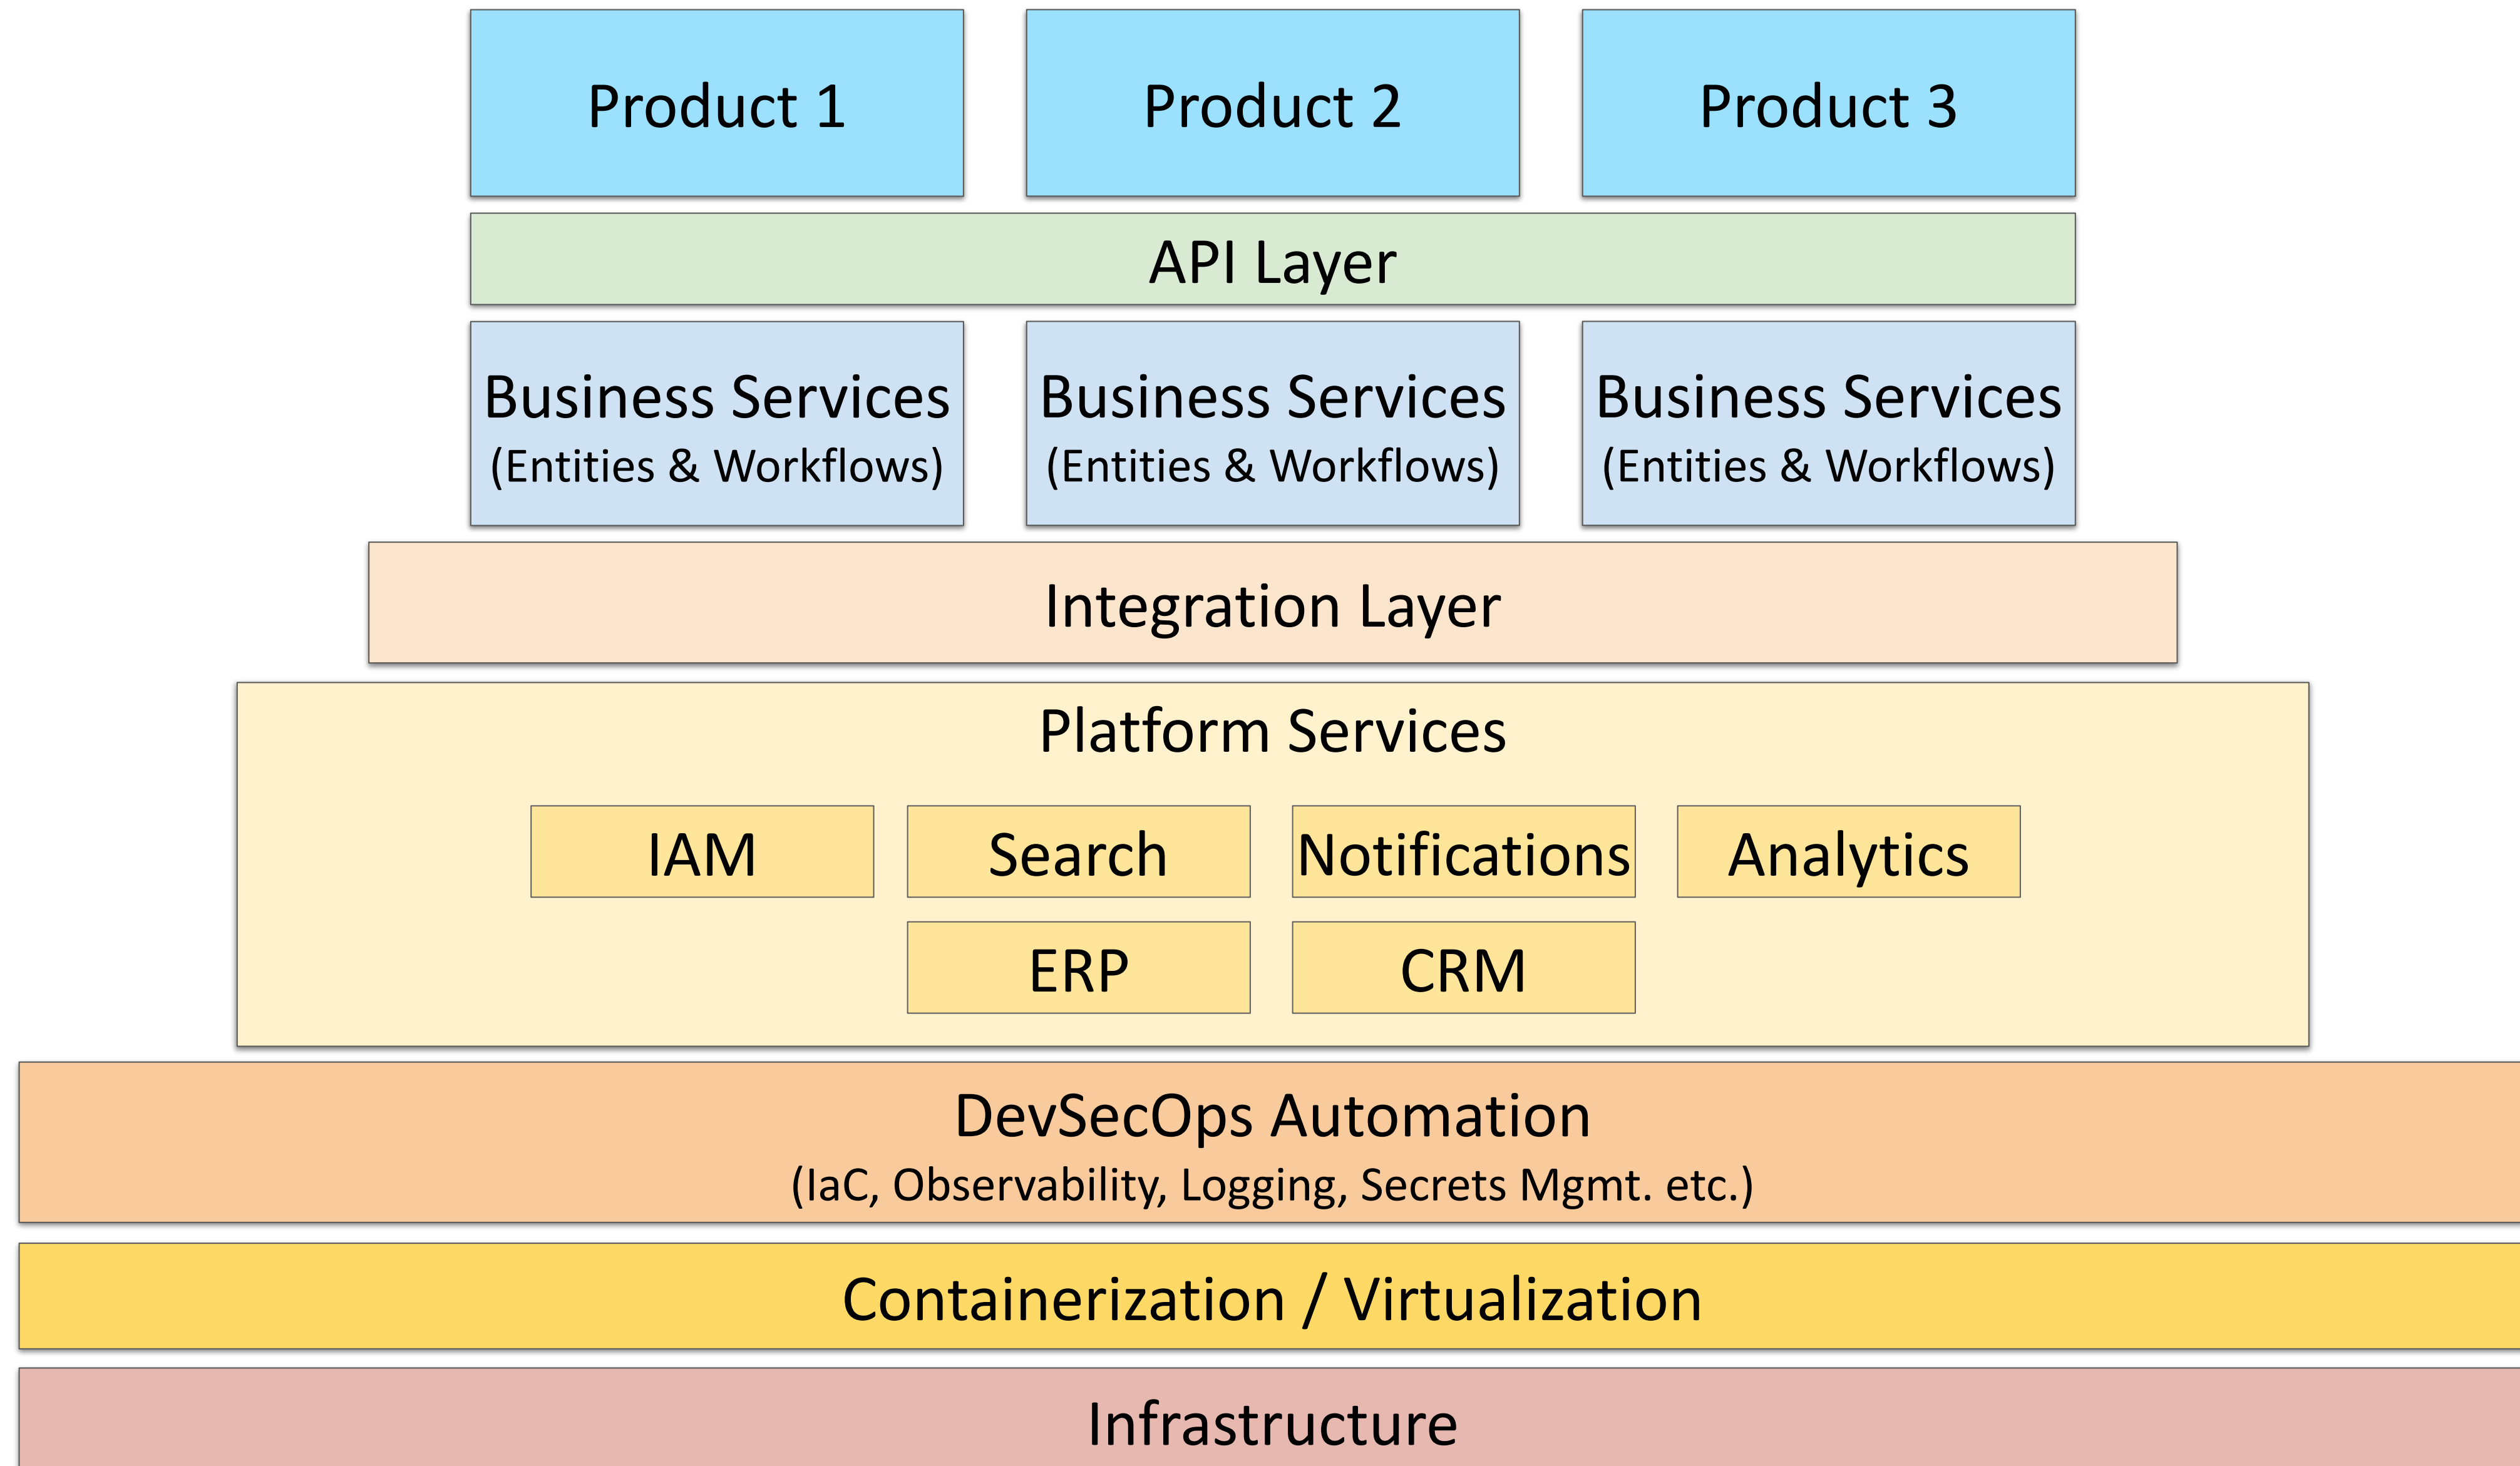 Product 1
Product 2
Product 3
API Layer
Business Services
(Entities & Workflows)
Business Services
(Entities & Workflows)
Business Services
(Entities & Workflows)
Integration Layer
Platform Services
IAM
Search
Notifications
Analytics
ERP
CRM
DevSecOps Automation
(IaC, Observability, Logging, Secrets Mgmt. etc.)
Containerization / Virtualization
Infrastructure